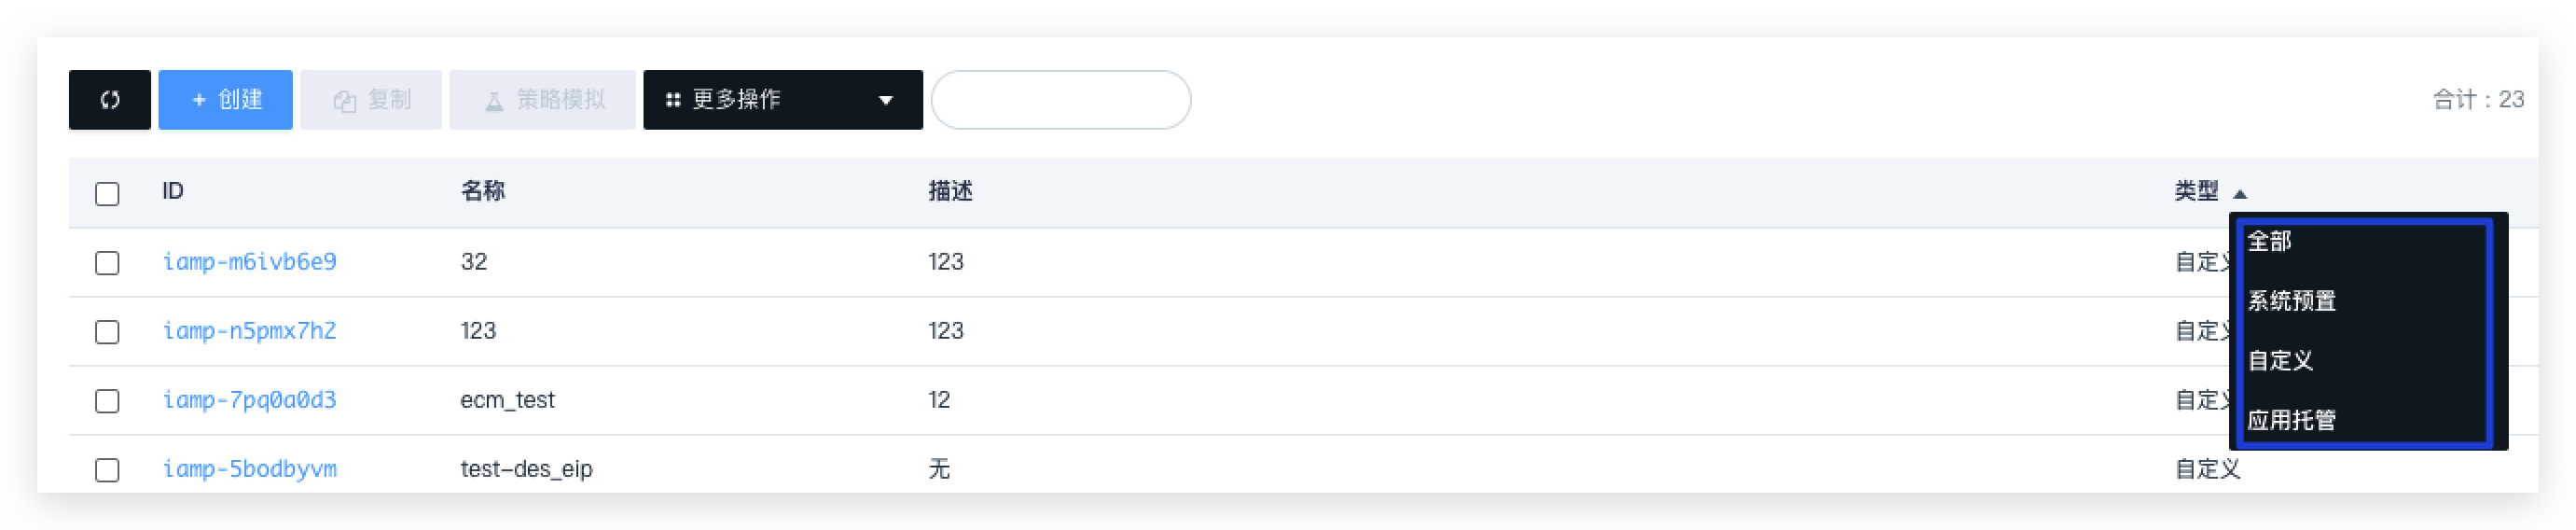 + 创建 复制 策略模拟 更多操作 合计：23
ID 名称 描述 类型
iamp-m6ivb6e9 32 123 自定义
iamp-n5pmx7h2 123 123 自定义
iamp-7pq0a0d3 ecm_test 12 自定义
iamp-5bodbyvm test-des_eip 无 自定义
全部
系统预置
自定义
应用托管